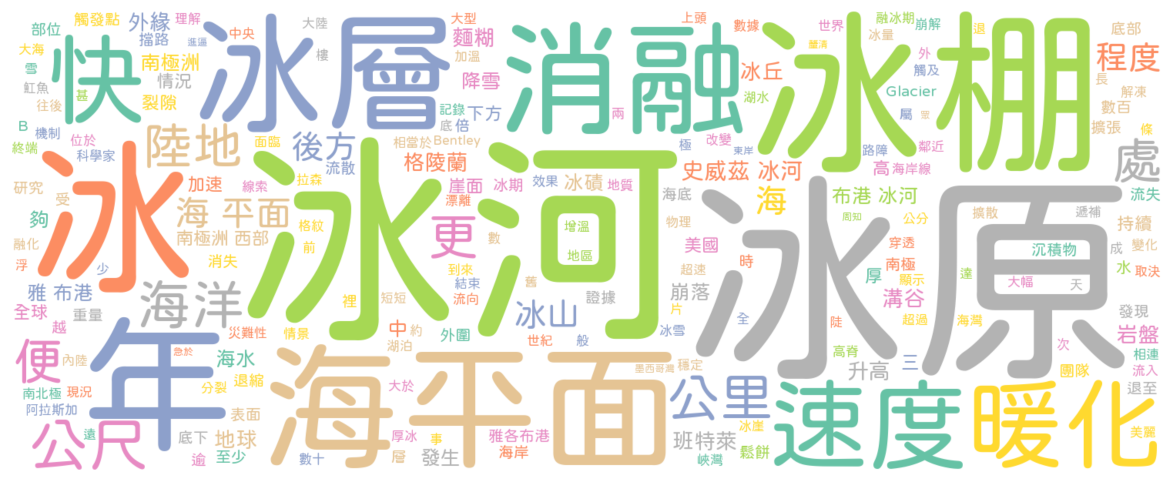 部位
外緣
觸發點
理解
擋路
進逼
中央
大陸
樓
大型
麵糊
加溫
上頭
數據
世界
融冰期
冰量
崩解
退
底部
程度
大海
雪
快
冰層
消融
冰棚
南極洲
情況
裂隙
降雪
冰丘
外
觸及
長
魟魚
往後
甚
記錄
底
倍
下方
兩
湖水
Glacier
屬
解凍
數百
擴張
條
B
機制
位於
終端
科學家
陸地
面臨
後方
流散
相當於
Bentley
極
改變
東岸
路障
鄰近
處
冰
加速
線索
拉森
格陵蘭
崖面
冰期
漂離
效果
冰磧
地質
史威茲 冰河
高
海岸線
流失
研究
受
夠
海 平面
南極洲 西部
格紋
前
冰河
數
更
增溫
地區
海底
物理
海
布港 冰河
周知
公分
擴散
遞補
持續
融化
浮
少
消失
美國
冰原
穿透
南極
沉積物
成
變化
水
取決
雅 布港
海洋
裡
到來
結束
流向
舊
超速
時
厚
顯示
達
大幅
天
全球
重量
越
短短
證據
崩落
片
溝谷
超過
海灣
發現
岩盤
災難性
情景
中
約
外圍
冰山
世紀
般
冰雪
全
陡
次
相連
便
內陸
年
急於
海水
湖泊
海平面
墨西哥灣
穩定
高脊
升高
三
團隊
流入
退至
南北極
現況
分裂
退縮
大於
公里
速度
暖化
阿拉斯加
表面
冰崖
美麗
公尺
遠
底下
地球
逾
至少
數十
厚冰
層
事
發生
雅各布港
海岸
峽灣
班特萊
鬆餅